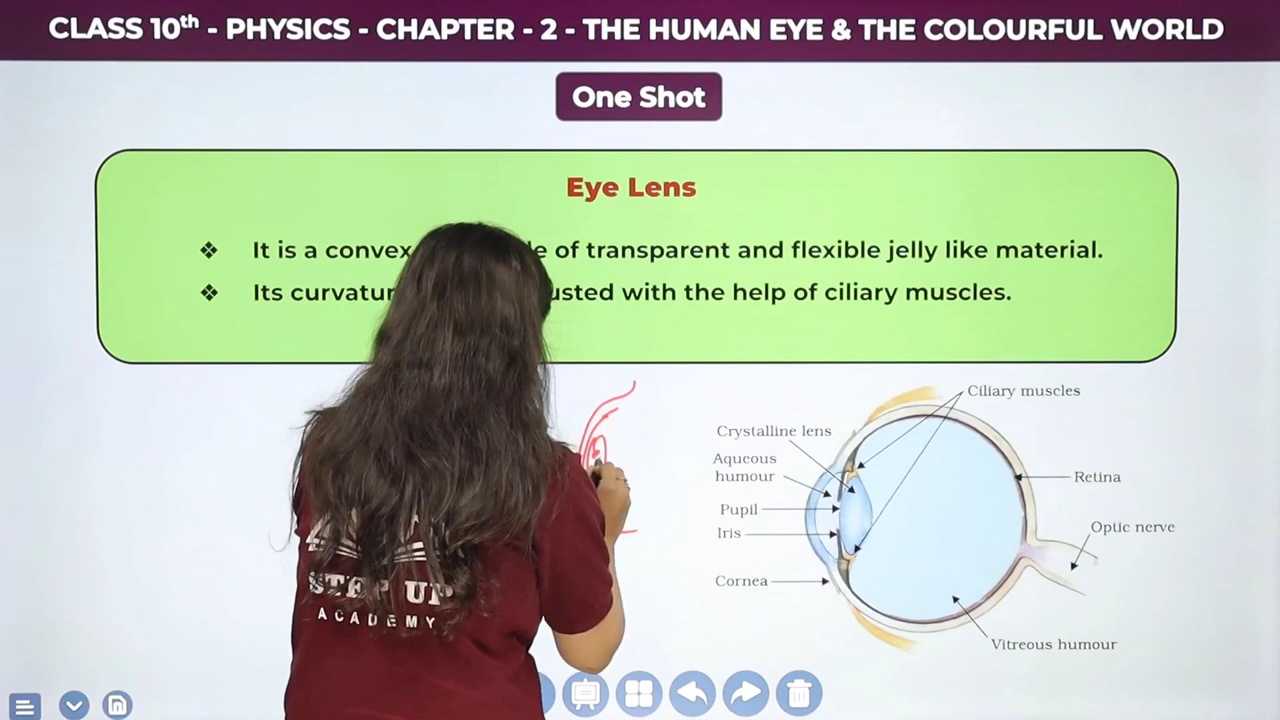 CLASS 10th - PHYSICS - CHAPTER - 2 - THE HUMAN EYE & THE COLOURFUL WORLD
One Shot
Eye Lens
❖ It is a convex of transparent and flexible jelly like material.
❖ Its with the help of ciliary muscles.
Ciliary muscles
Crystalline lens
Aqueous
humour
Pupil
Iris
Cornea
Retina
Optic nerve
Vitreous humour
STEP UP
ACADEMY